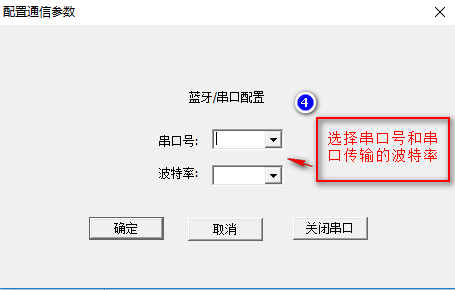 配置通信参数
蓝牙/串口配置
4
串口号:
选择串口号和串
口传输的波特率
波特率:
确定
取消
关闭串口